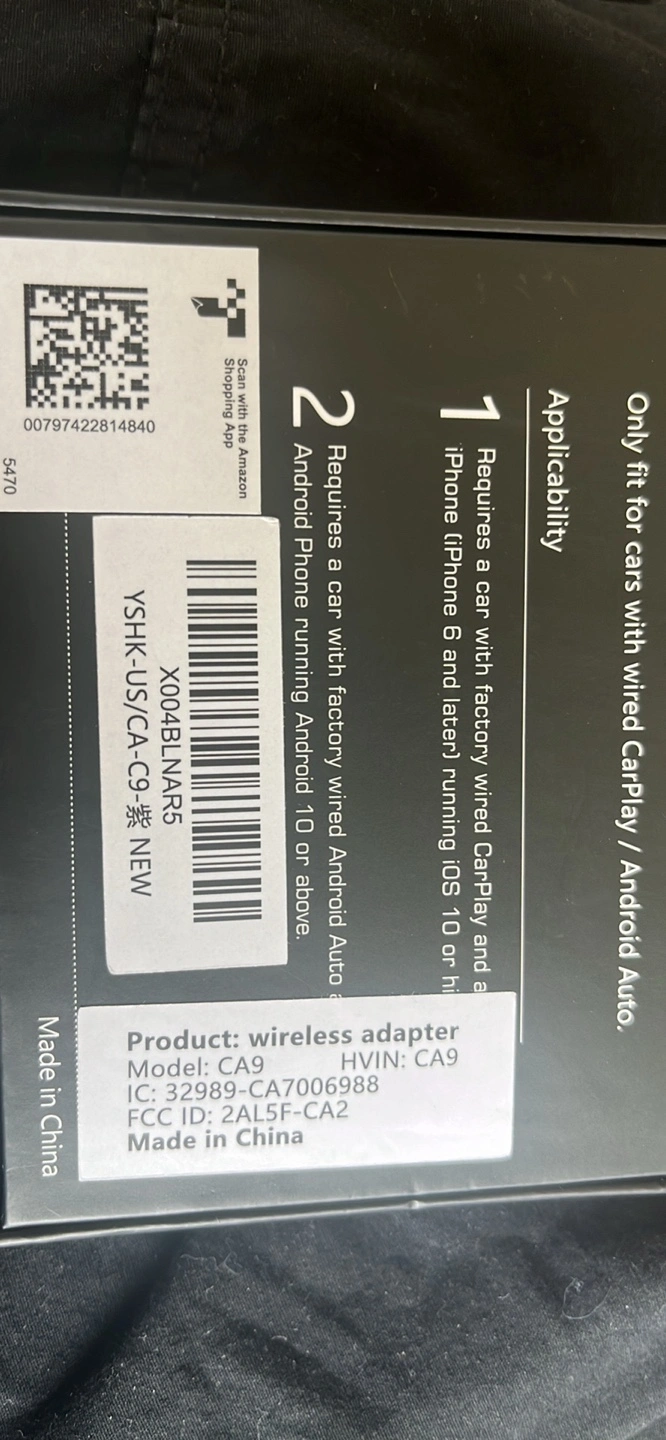 Only fit for cars with wired CarPlay / Android Auto.
Applicability
1
Requires a car with factory wired CarPlay and a
iPhone (iPhone 6 and later) running iOS 10 or hi
2
Requires a car with factory wired Android Auto
Android Phone running Android 10 or above.
Scan with the Amazon
Shopping App
00797422814840
5470
X004BLNAR5
YSHK-US/CA-C9-紫 NEW
Product: wireless adapter
Model: CA9 HVIN: CA9
IC: 32989-CA7006988
FCC ID: 2AL5F-CA2
Made in China
Made in China